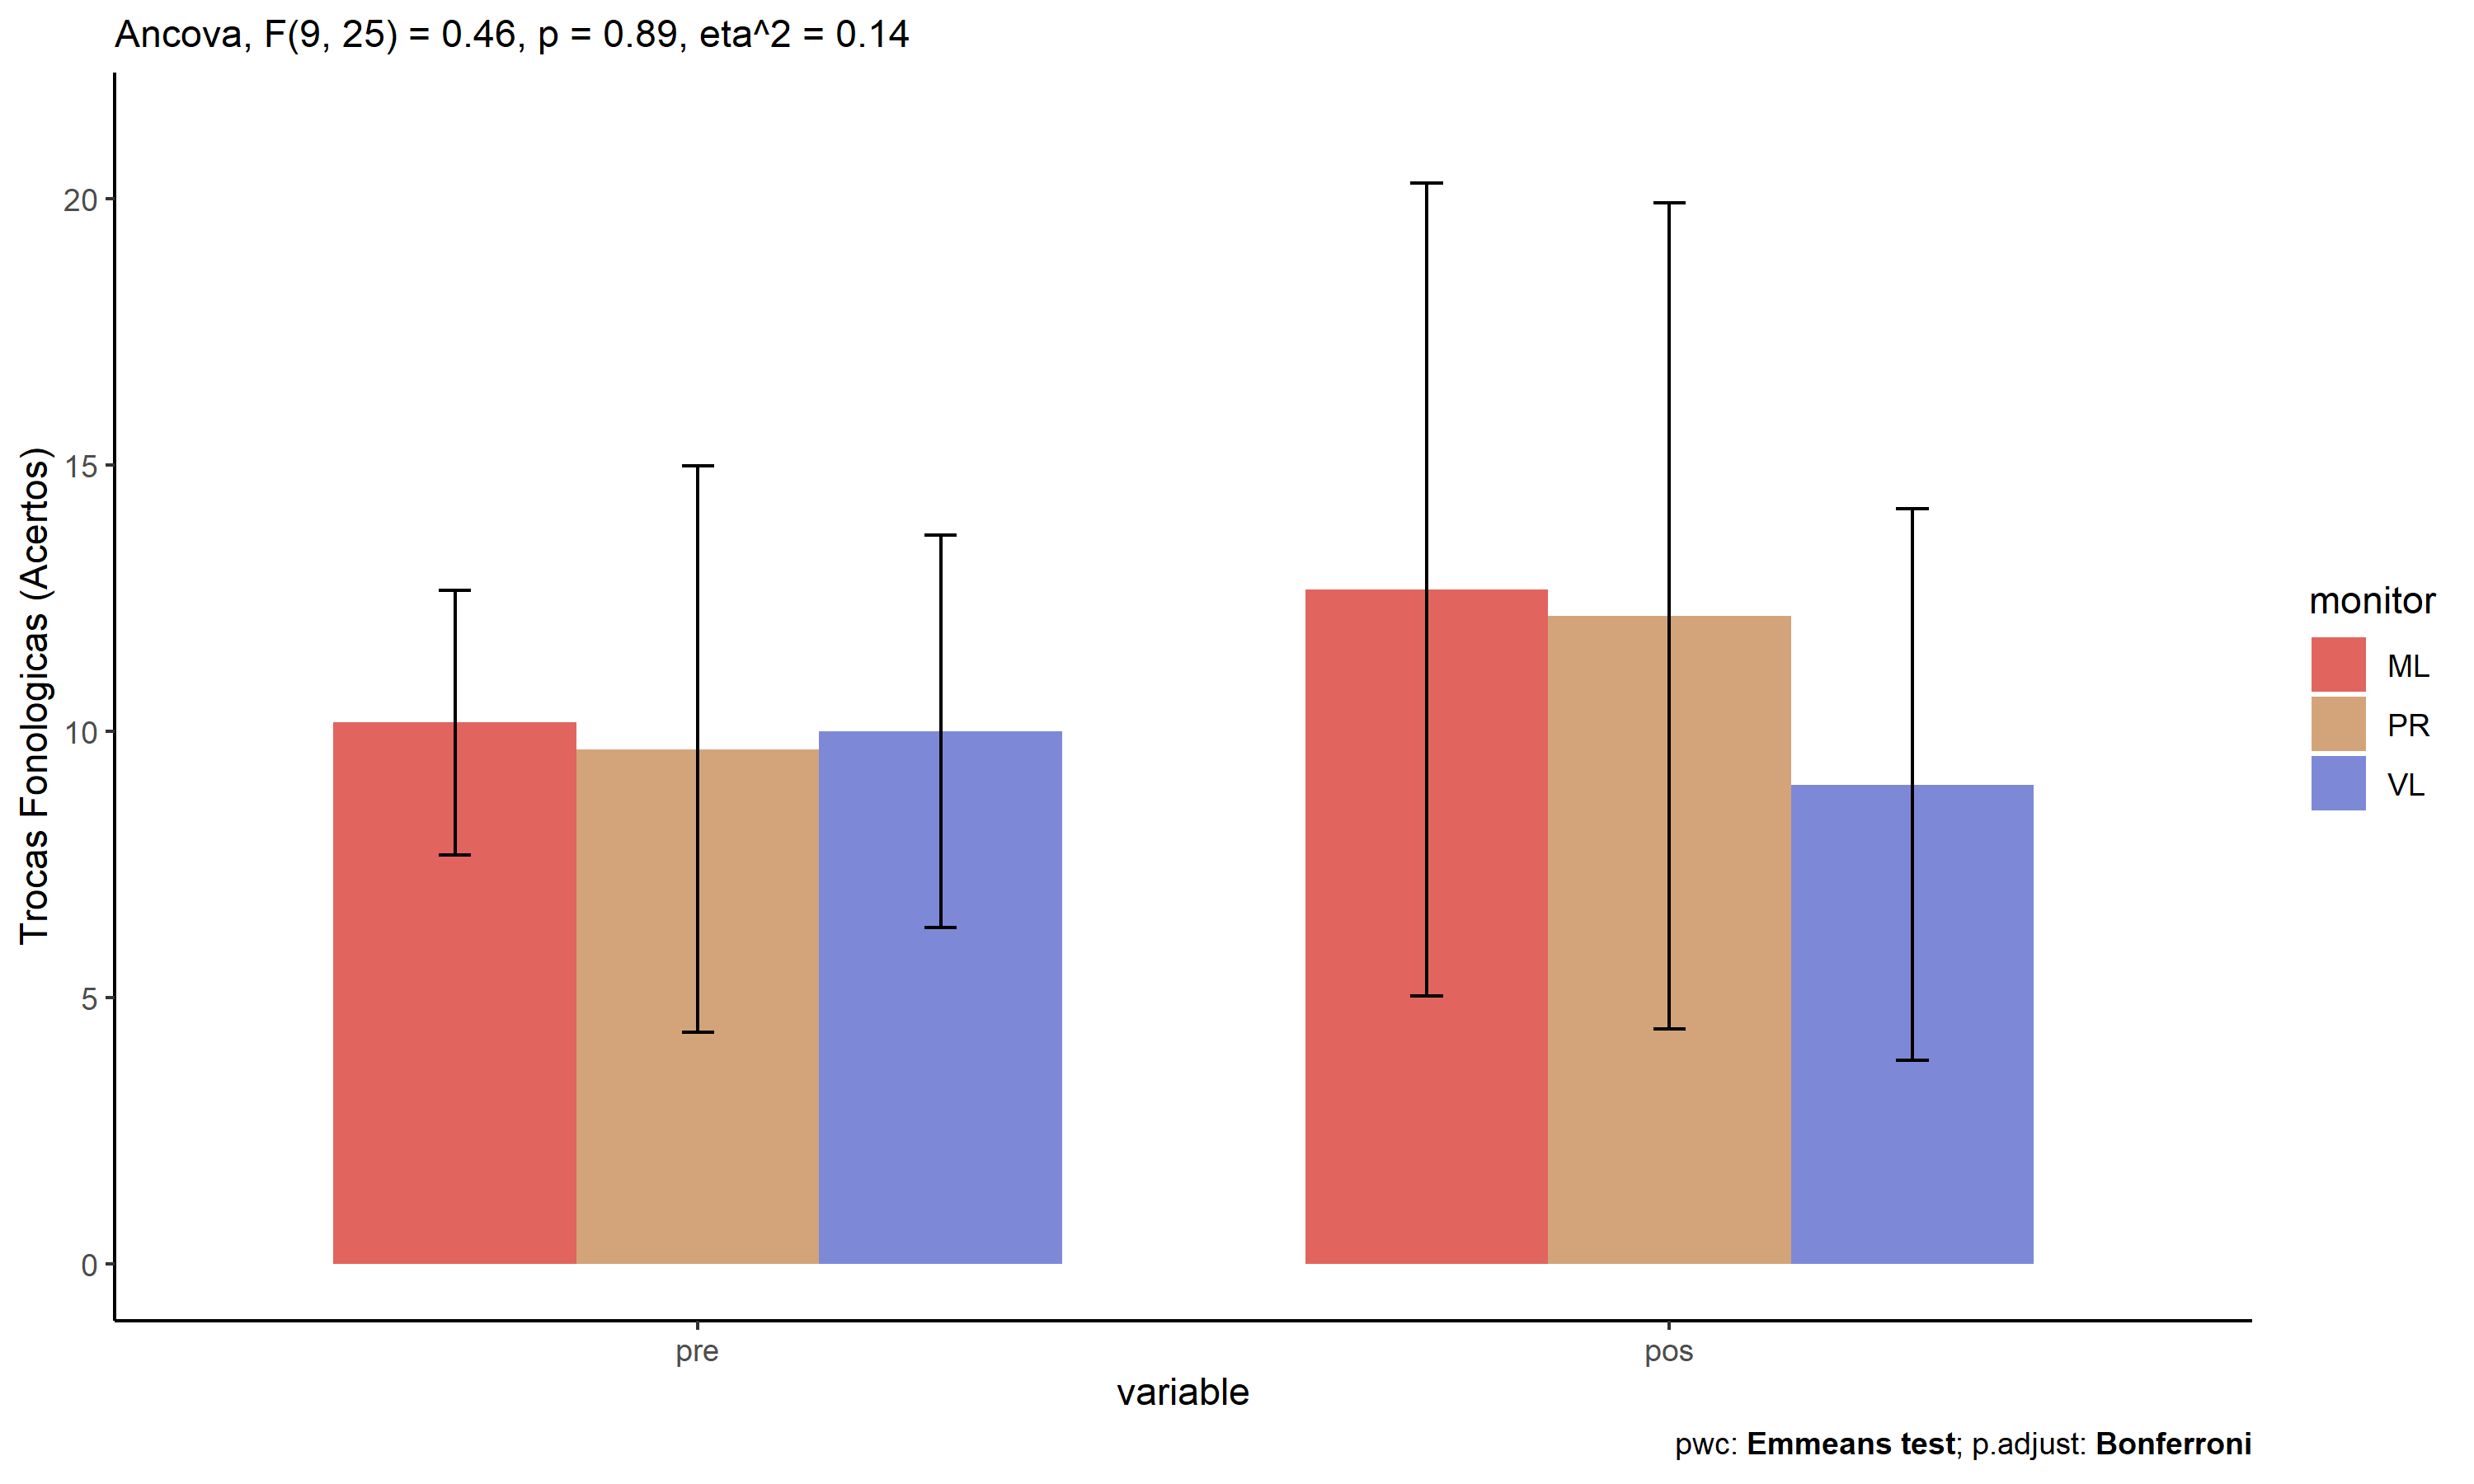 Ancova, F(9, 25) = 0.46, p = 0.89, eta^2 = 0.14
Trocas Fonologicas (Acertos)
20
15
10
5
0
pre
pos
variable
monitor
ML
PR
VL
pwc: Emmeans test; p.adjust: Bonferroni